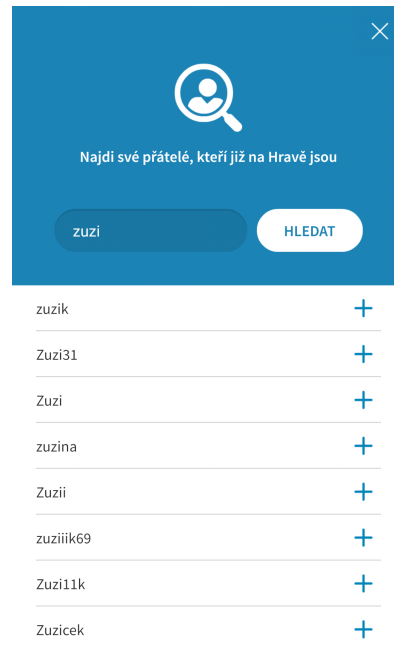 Najdi své přátelé, kteří již na Hravě jsou
zuzi
HLEDAT
zuzik
Zuzi31
Zuzi
zuzina
Zuzii
zuziiik69
Zuzi11k
Zuzicek